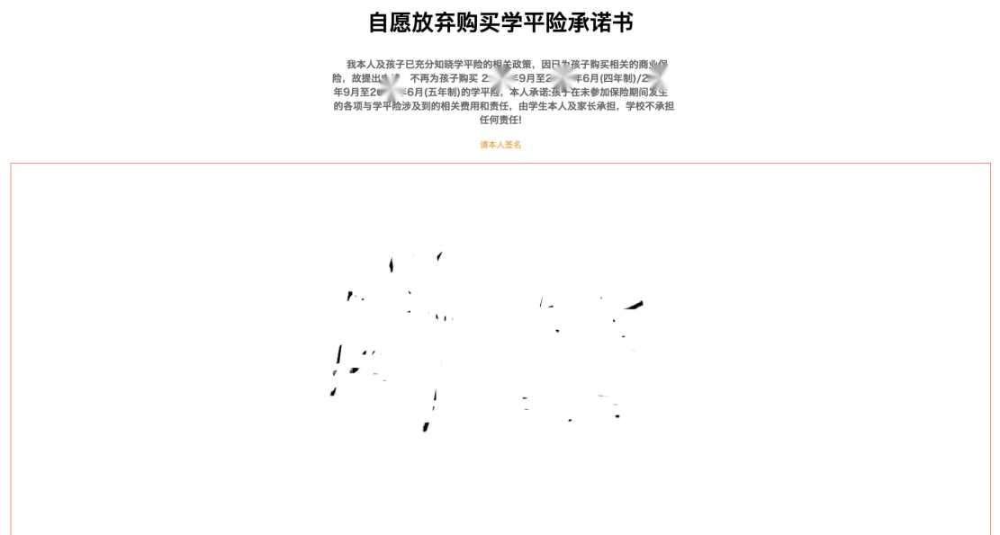 自愿放弃购买学平险承诺书
我本人及孩子已充分知晓学平险的相关政策，因已为孩子购买相关的商业保
险，故提出 不再为孩子购买 2 年9月至2 年6月(四年制)/2
年9月至20 年6月(五年制)的学平险，本人承诺:孩子在未参加保险期间发生
的各项与学平险涉及到的相关费用和责任，由学生本人及家长承担，学校不承担
任何责任!
请本人签名